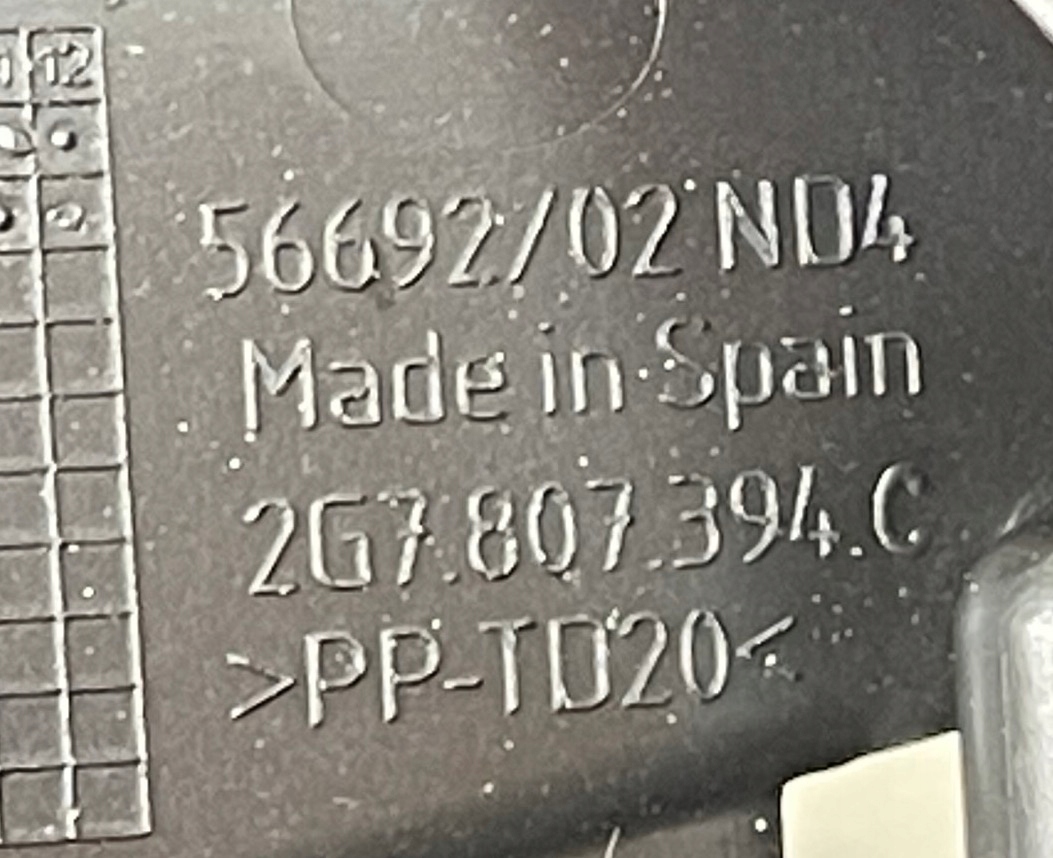 12
56692/02 ND4
Made in Spain
2G7.807.394.C
>PP-TD20<